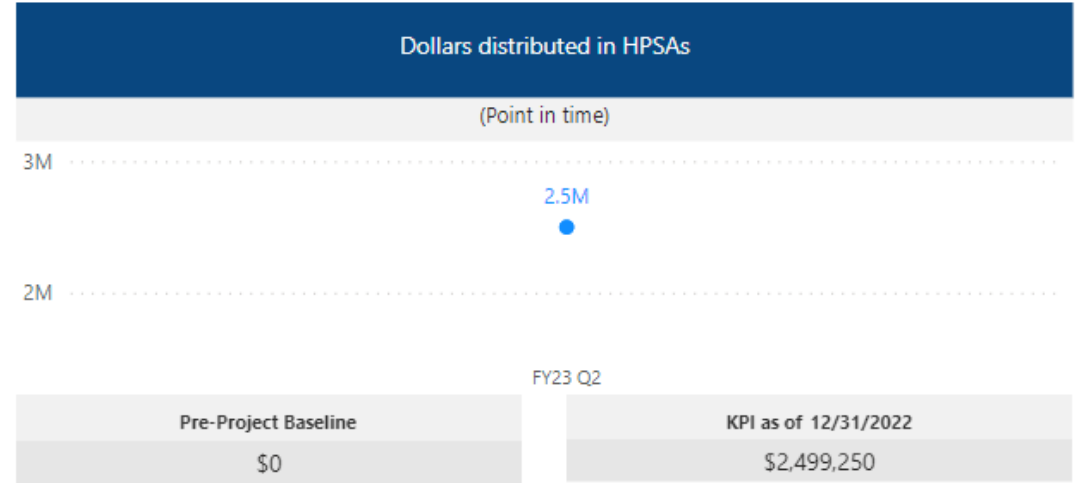 Dollars distributed in HPSAs
(Point in time)
3M
2.5M
2M
FY23 Q2
Pre-Project Baseline
KPI as of 12/31/2022
$0
$2,499,250